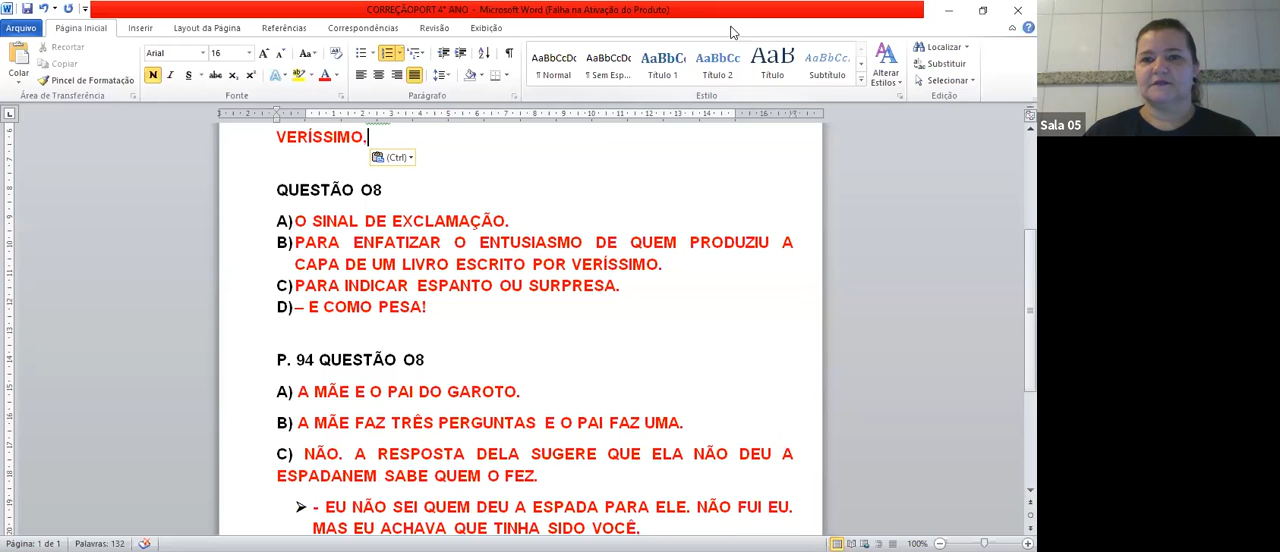 CORREÇÃOPORT 4° ANO - Microsoft Word (Falha na Ativação do Produto)
Arquivo Página Inicial Inserir Layout da Página Referências Correspondências Revisão Exibição
Colar Recortar Copiar Pincel de Formatação
Arial 16
N I S abc x₂ x²
AaBbCcDc AaBbCcDc AaBbCc AaBbCc AaB AaBbCc.
¶ Normal ¶ Sem Esp... Título 1 Título 2 Título Subtítulo
Alterar Estilos
Localizar Substituir Selecionar
Área de Transferência Fonte Parágrafo Estilo Edição
Sala 05
VERÍSSIMO,
(Ctrl)
QUESTÃO O8
A) O SINAL DE EXCLAMAÇÃO.
B) PARA ENFATIZAR O ENTUSIASMO DE QUEM PRODUZIU A
CAPA DE UM LIVRO ESCRITO POR VERÍSSIMO.
C) PARA INDICAR ESPANTO OU SURPRESA.
D) – E COMO PESA!
P. 94 QUESTÃO O8
A) A MÃE E O PAI DO GAROTO.
B) A MÃE FAZ TRÊS PERGUNTAS E O PAI FAZ UMA.
C) NÃO. A RESPOSTA DELA SUGERE QUE ELA NÃO DEU A
ESPADANEM SABE QUEM O FEZ.
➢ - EU NÃO SEI QUEM DEU A ESPADA PARA ELE. NÃO FUI EU.
MAS EU ACHAVA QUE TINHA SIDO VOCÊ,
Página: 1 de 1 Palavras: 132 100%